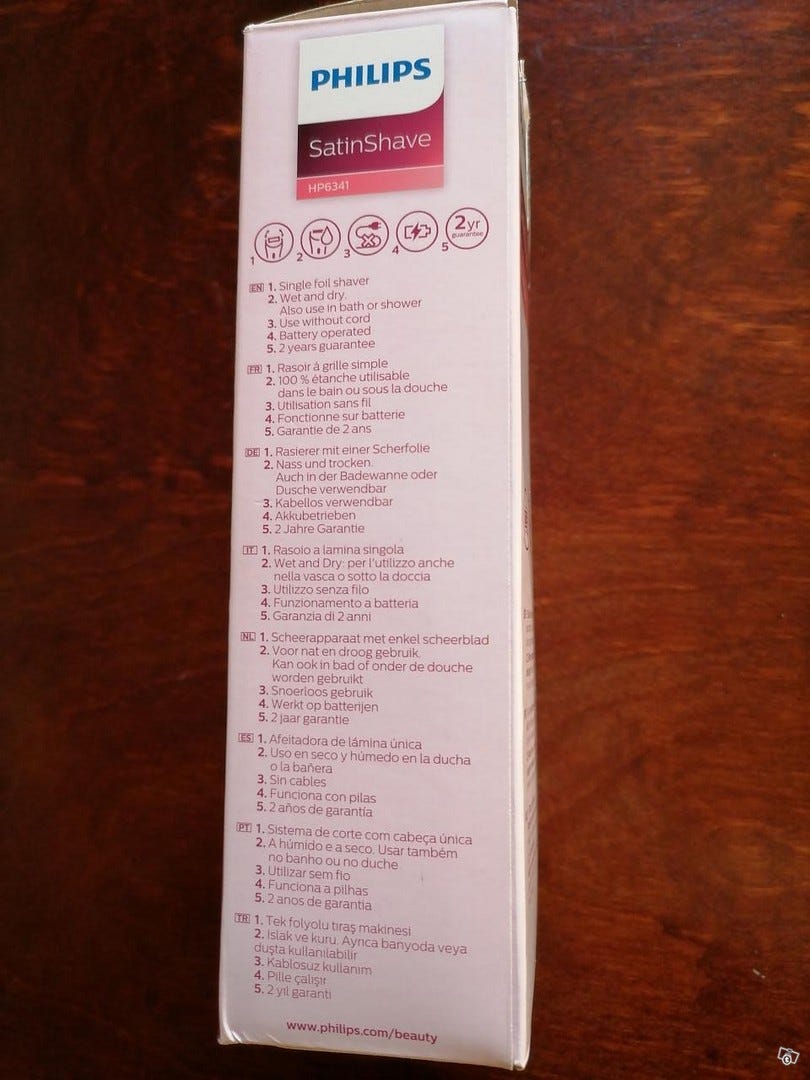 PHILIPS
SatinShave
HP6341
1 2 3 4 5 2yr guarantee
EN 1. Single foil shaver
2. Wet and dry.
Also use in bath or shower
3. Use without cord
4. Battery operated
5. 2 years guarantee
FR 1. Rasoir à grille simple
2. 100 % étanche utilisable
dans le bain ou sous la douche
3. Utilisation sans fil
4. Fonctionne sur batterie
5. Garantie de 2 ans
DE 1. Rasierer mit einer Scherfolie
2. Nass und trocken.
Auch in der Badewanne oder
Dusche verwendbar
3. Kabellos verwendbar
4. Akkubetrieben
5. 2 Jahre Garantie
IT 1. Rasoio a lamina singola
2. Wet and Dry: per l'utilizzo anche
nella vasca o sotto la doccia
3. Utilizzo senza filo
4. Funzionamento a batteria
5. Garanzia di 2 anni
NL 1. Scheerapparaat met enkel scheerblad
2. Voor nat en droog gebruik.
Kan ook in bad of onder de douche
worden gebruikt
3. Snoerloos gebruik
4. Werkt op batterijen
5. 2 jaar garantie
ES 1. Afeitadora de lámina única
2. Uso en seco y húmedo en la ducha
o la bañera
3. Sin cables
4. Funciona con pilas
5. 2 años de garantía
PT 1. Sistema de corte com cabeça única
2. A húmido e a seco. Usar também
no banho ou no duche
3. Utilizar sem fio
4. Funciona a pilhas
5. 2 anos de garantia
TR 1. Tek folyolu tıraş makinesi
2. Islak ve kuru. Ayrıca banyoda veya
duşta kullanılabilir
3. Kablosuz kullanım
4. Pille çalışır
5. 2 yıl garanti
www.philips.com/beauty